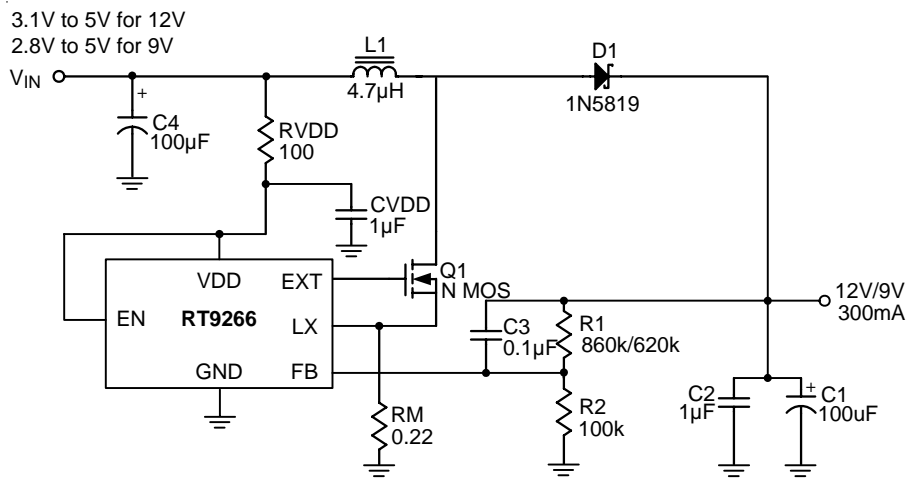 3.1V to 5V for 12V
2.8V to 5V for 9V
VIN
L1
4.7µH
D1
1N5819
+
C4
100µF
RVDD
100
CVDD
1µF
VDD
EXT
Q1
N MOS
EN
RT9266
LX
GND
FB
C3
0.1µF
R1
860k/620k
12V/9V
300mA
RM
0.22
R2
100k
C2
1µF
+
C1
100uF